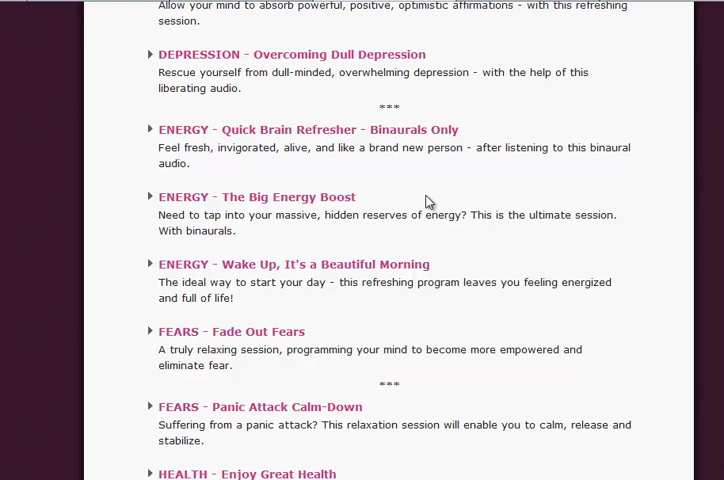 Allow your mind to absorb powerful, positive, optimistic affirmations - with this refreshing
session.
DEPRESSION - Overcoming Dull Depression
Rescue yourself from dull-minded, overwhelming depression - with the help of this
liberating audio.
***
ENERGY - Quick Brain Refresher - Binaurals Only
Feel fresh, invigorated, alive, and like a brand new person - after listening to this binaural
audio.
ENERGY - The Big Energy Boost
Need to tap into your massive, hidden reserves of energy? This is the ultimate session.
With binaurals.
ENERGY - Wake Up, It's a Beautiful Morning
The ideal way to start your day - this refreshing program leaves you feeling energized
and full of life!
FEARS - Fade Out Fears
A truly relaxing session, programming your mind to become more empowered and
eliminate fear.
***
FEARS - Panic Attack Calm-Down
Suffering from a panic attack? This relaxation session will enable you to calm, release and
stabilize.
HEALTH - Enjoy Great Health